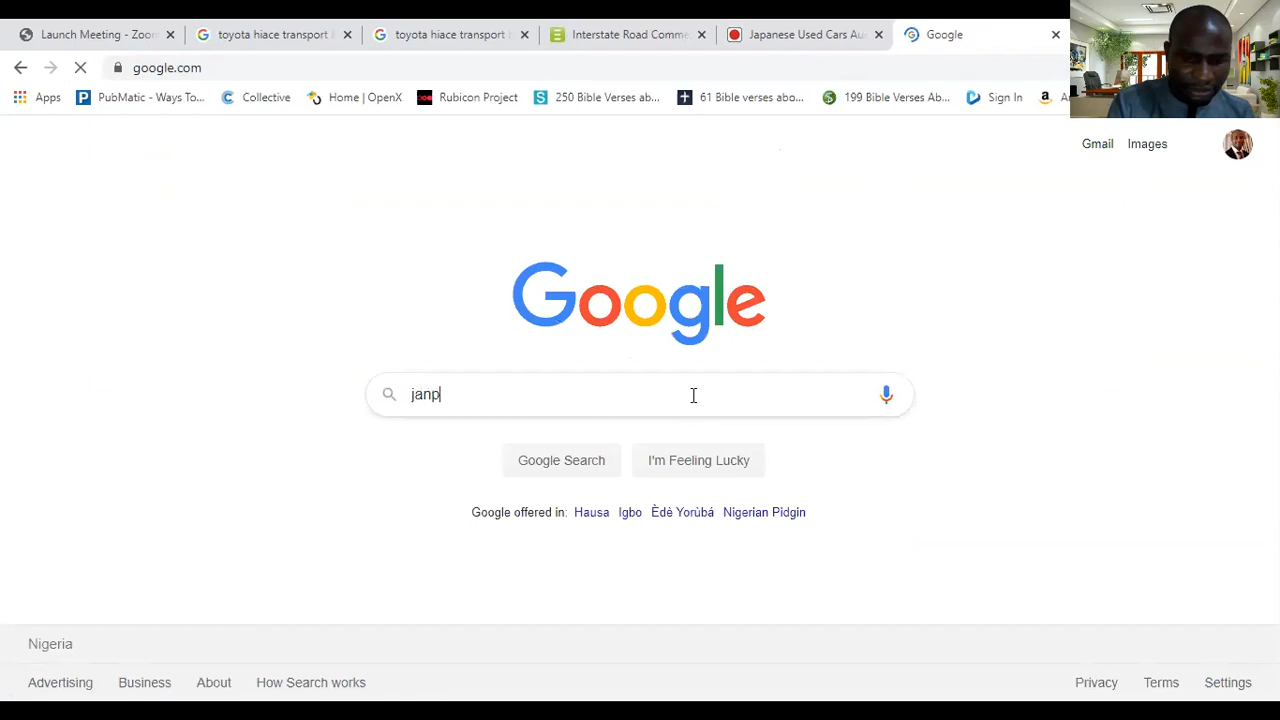 Launch Meeting - Zoom
toyota hiace transport
toyota hiace transport
Interstate Road Comme
Japanese Used Cars Au
Google
google.com
Apps
PubMatic - Ways To...
Collective
Home | OpenX
Rubicon Project
250 Bible Verses abo...
61 Bible verses abo...
199 Bible Verses Ab...
Sign In
Gmail
Images
Google
janp
Google Search
I'm Feeling Lucky
Google offered in: Hausa Igbo Èdè Yorùbá Nigerian Pidgin
Nigeria
Advertising
Business
About
How Search works
Privacy
Terms
Settings